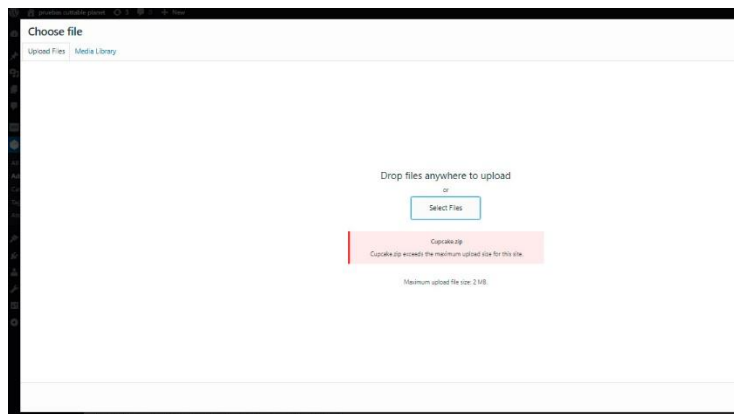 + New
Choose file
Upload Files Media Library
Drop files anywhere to upload
or
Select Files
Cupcake.zip
Cupcake.zip exceeds the maximum upload size for this site.
Maximum upload file size: 2 MB.